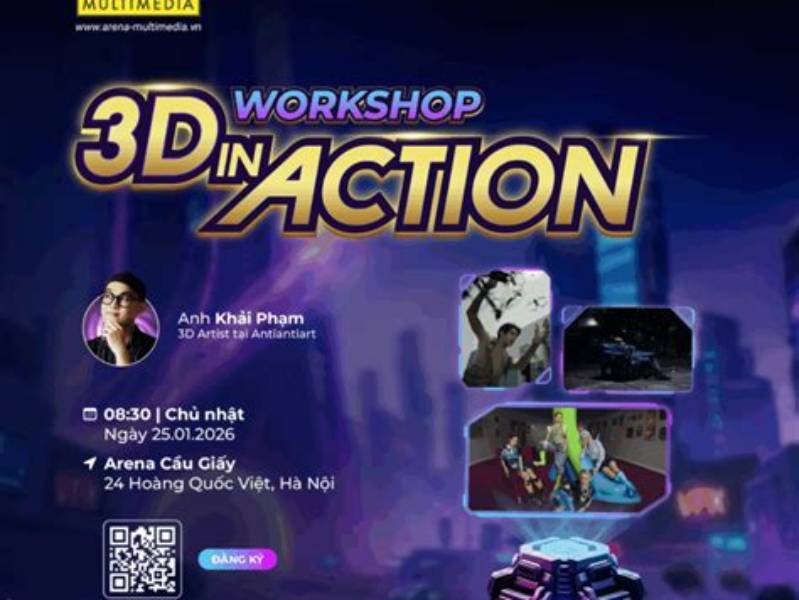 MULTIMEDIA
www.arena-multimedia.vn
WORKSHOP
3D IN ACTION
Anh Khải Phạm
3D Artist tại Antiantiart
08:30 | Chủ nhật
Ngày 25.01.2026
Arena Cầu Giấy
24 Hoàng Quốc Việt, Hà Nội
ĐĂNG KÝ